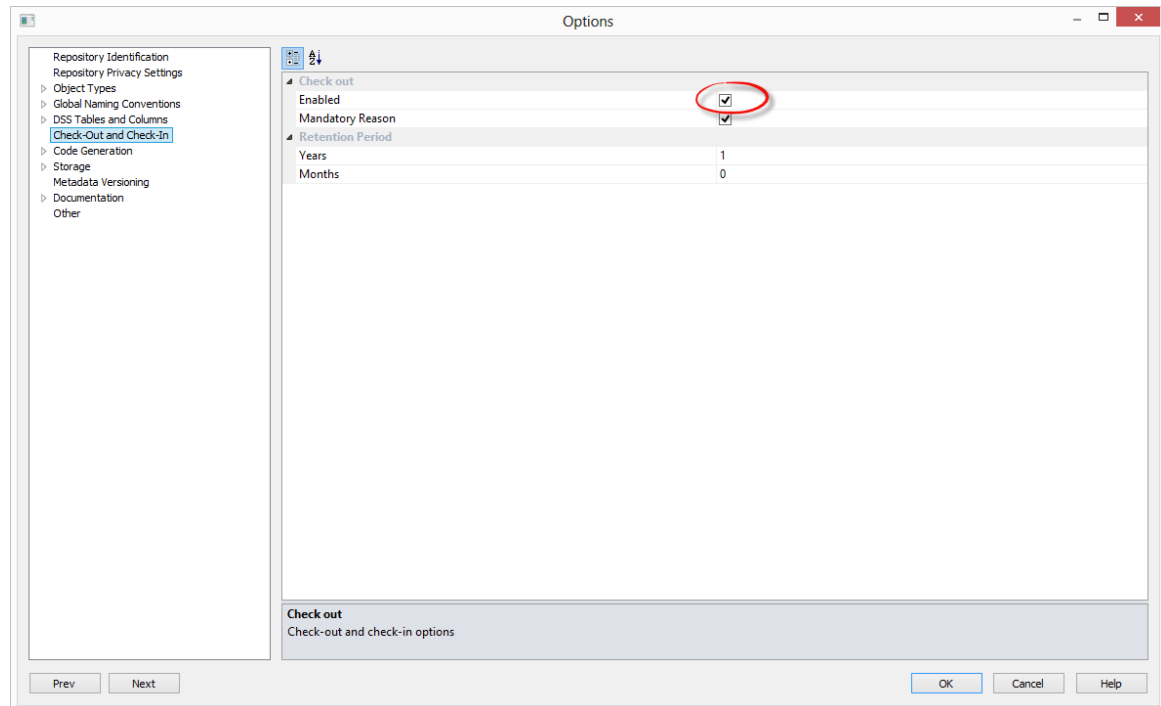 Options
Repository Identification
Repository Privacy Settings
Object Types
Global Naming Conventions
DSS Tables and Columns
Check-Out and Check-In
Code Generation
Storage
Metadata Versioning
Documentation
Other
Check out
Enabled
Mandatory Reason
Retention Period
Years 1
Months 0
Check out
Check-out and check-in options
Prev Next OK Cancel Help